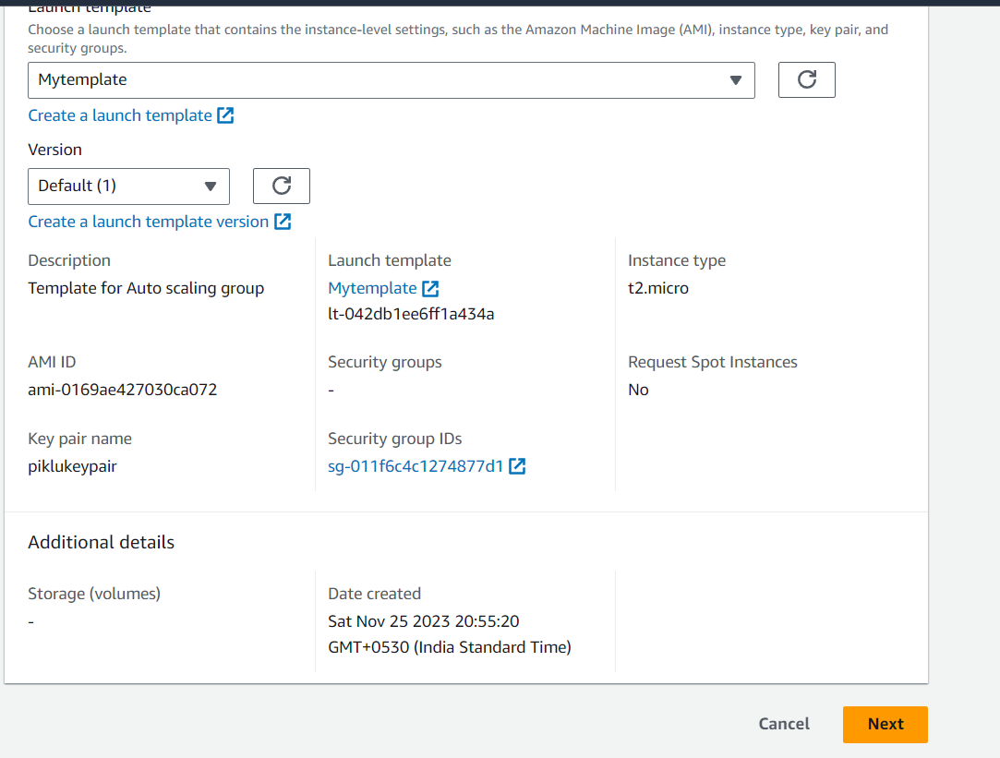 Launch template
Choose a launch template that contains the instance-level settings, such as the Amazon Machine Image (AMI), instance type, key pair, and
security groups.
Mytemplate
Create a launch template
Version
Default (1)
Create a launch template version
Description
Template for Auto scaling group
Launch template
Mytemplate
lt-042db1ee6ff1a434a
Instance type
t2.micro
AMI ID
ami-0169ae427030ca072
Security groups
-
Request Spot Instances
No
Key pair name
piklukeypair
Security group IDs
sg-011f6c4c1274877d1
Additional details
Storage (volumes)
-
Date created
Sat Nov 25 2023 20:55:20
GMT+0530 (India Standard Time)
Cancel
Next